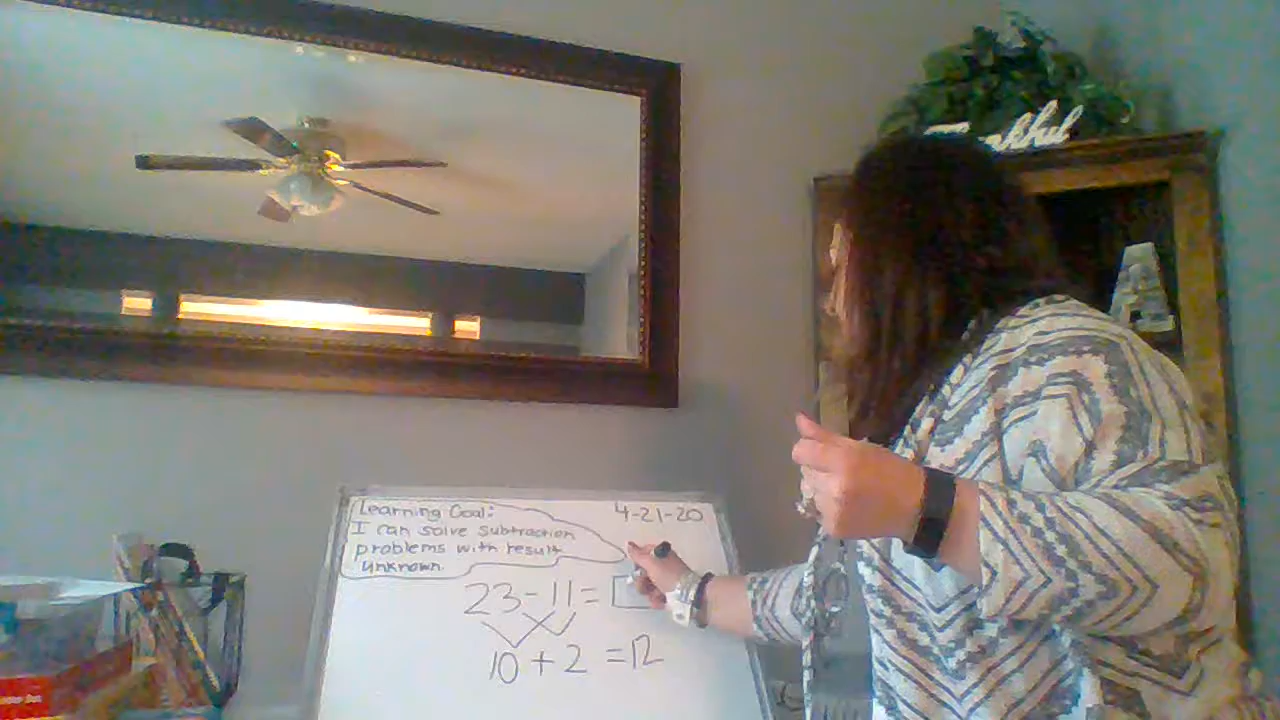 Learning Goal:
I can solve subtraction
problems with result
unknown.
4-21-20
23-11=
10+2=12